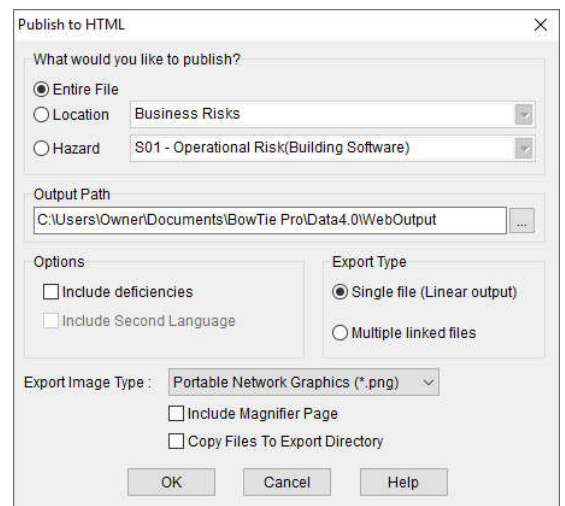 Publish to HTML
What would you like to publish?
Entire File
Location Business Risks
Hazard S01 - Operational Risk(Building Software)
Output Path
C:\Users\Owner\Documents\BowTie Pro\Data4.0\WebOutput ...
Options
Include deficiencies
Include Second Language
Export Type
Single file (Linear output)
Multiple linked files
Export Image Type : Portable Network Graphics (*.png)
Include Magnifier Page
Copy Files To Export Directory
OK Cancel Help